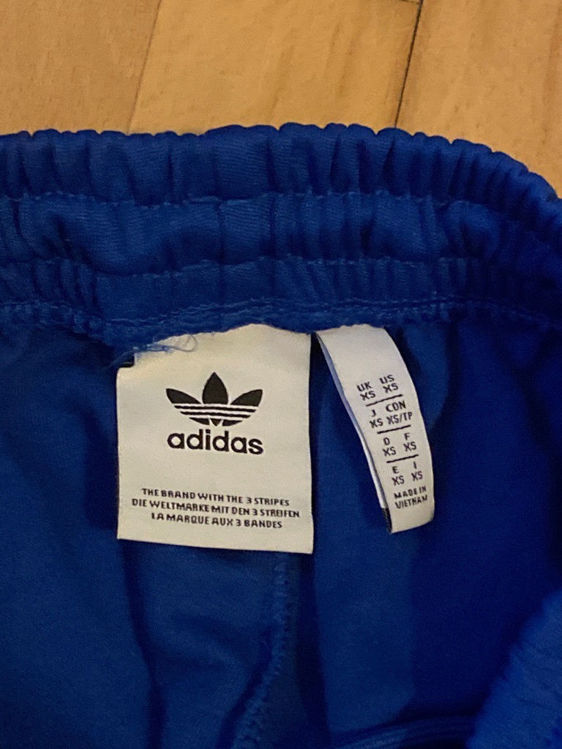 adidas
THE BRAND WITH THE 3 STRIPES
DIE WELTMARKE MIT DEN 3 STREIFEN
LA MARQUE AUX 3 BANDES
UK US
XS XS
J CDN
XS XS/TP
D F
XS XS
E I
XS XS
MADE IN
VIETNAM